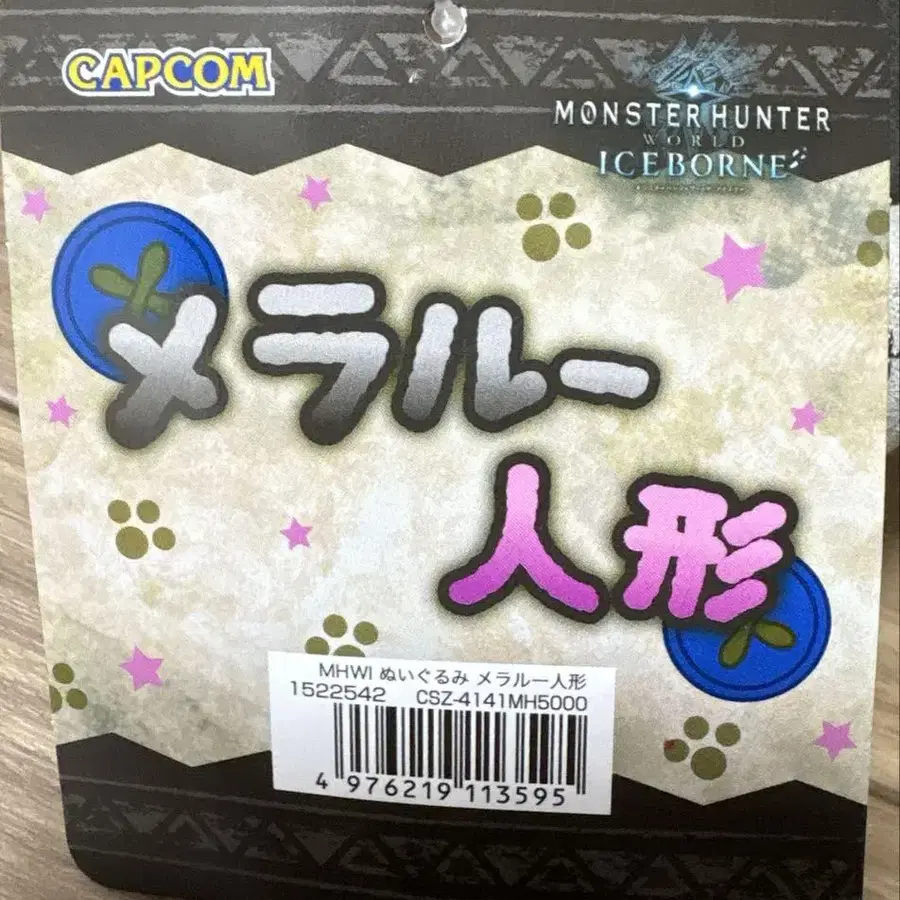 CAPCOM
MONSTER HUNTER
WORLD
ICEBORNE
メラルー
人形
MHWI ぬいぐるみ メラルー人形
1522542 CSZ-4141MH5000
4 976219 113595